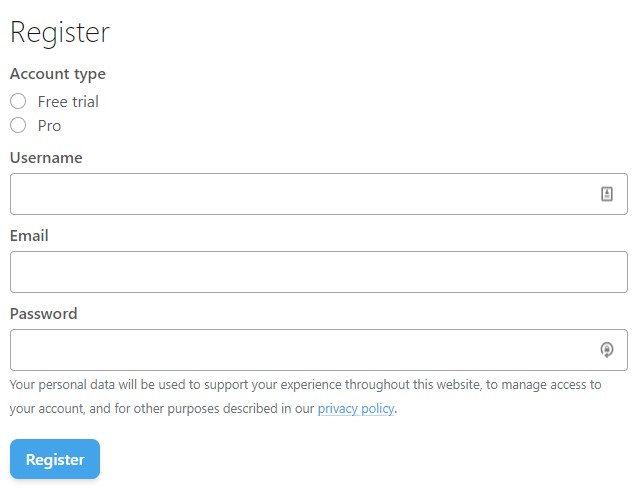 Register
Account type
Free trial
Pro
Username
Email
Password
Your personal data will be used to support your experience throughout this website, to manage access to
your account, and for other purposes described in our privacy policy.
Register